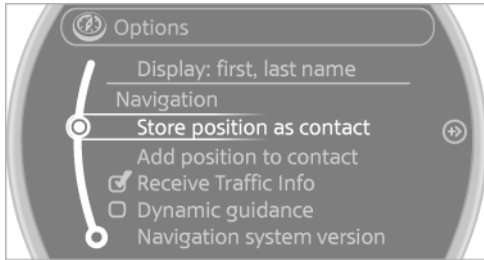 Options
Display: first, last name
Navigation
Store position as contact
Add position to contact
Receive Traffic Info
Dynamic guidance
Navigation system version